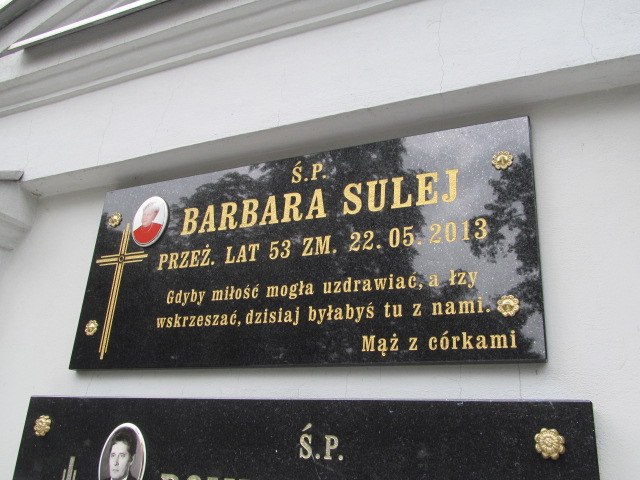 Ś.P.
BARBARA SULEJ
PRZEŻ. LAT 53 ZM. 22.05.2013
Gdyby miłość mogła uzdrawiać, a łzy
wskrzeszać, dzisiaj byłabyś tu z nami.
Mąż z córkami
Ś.P.